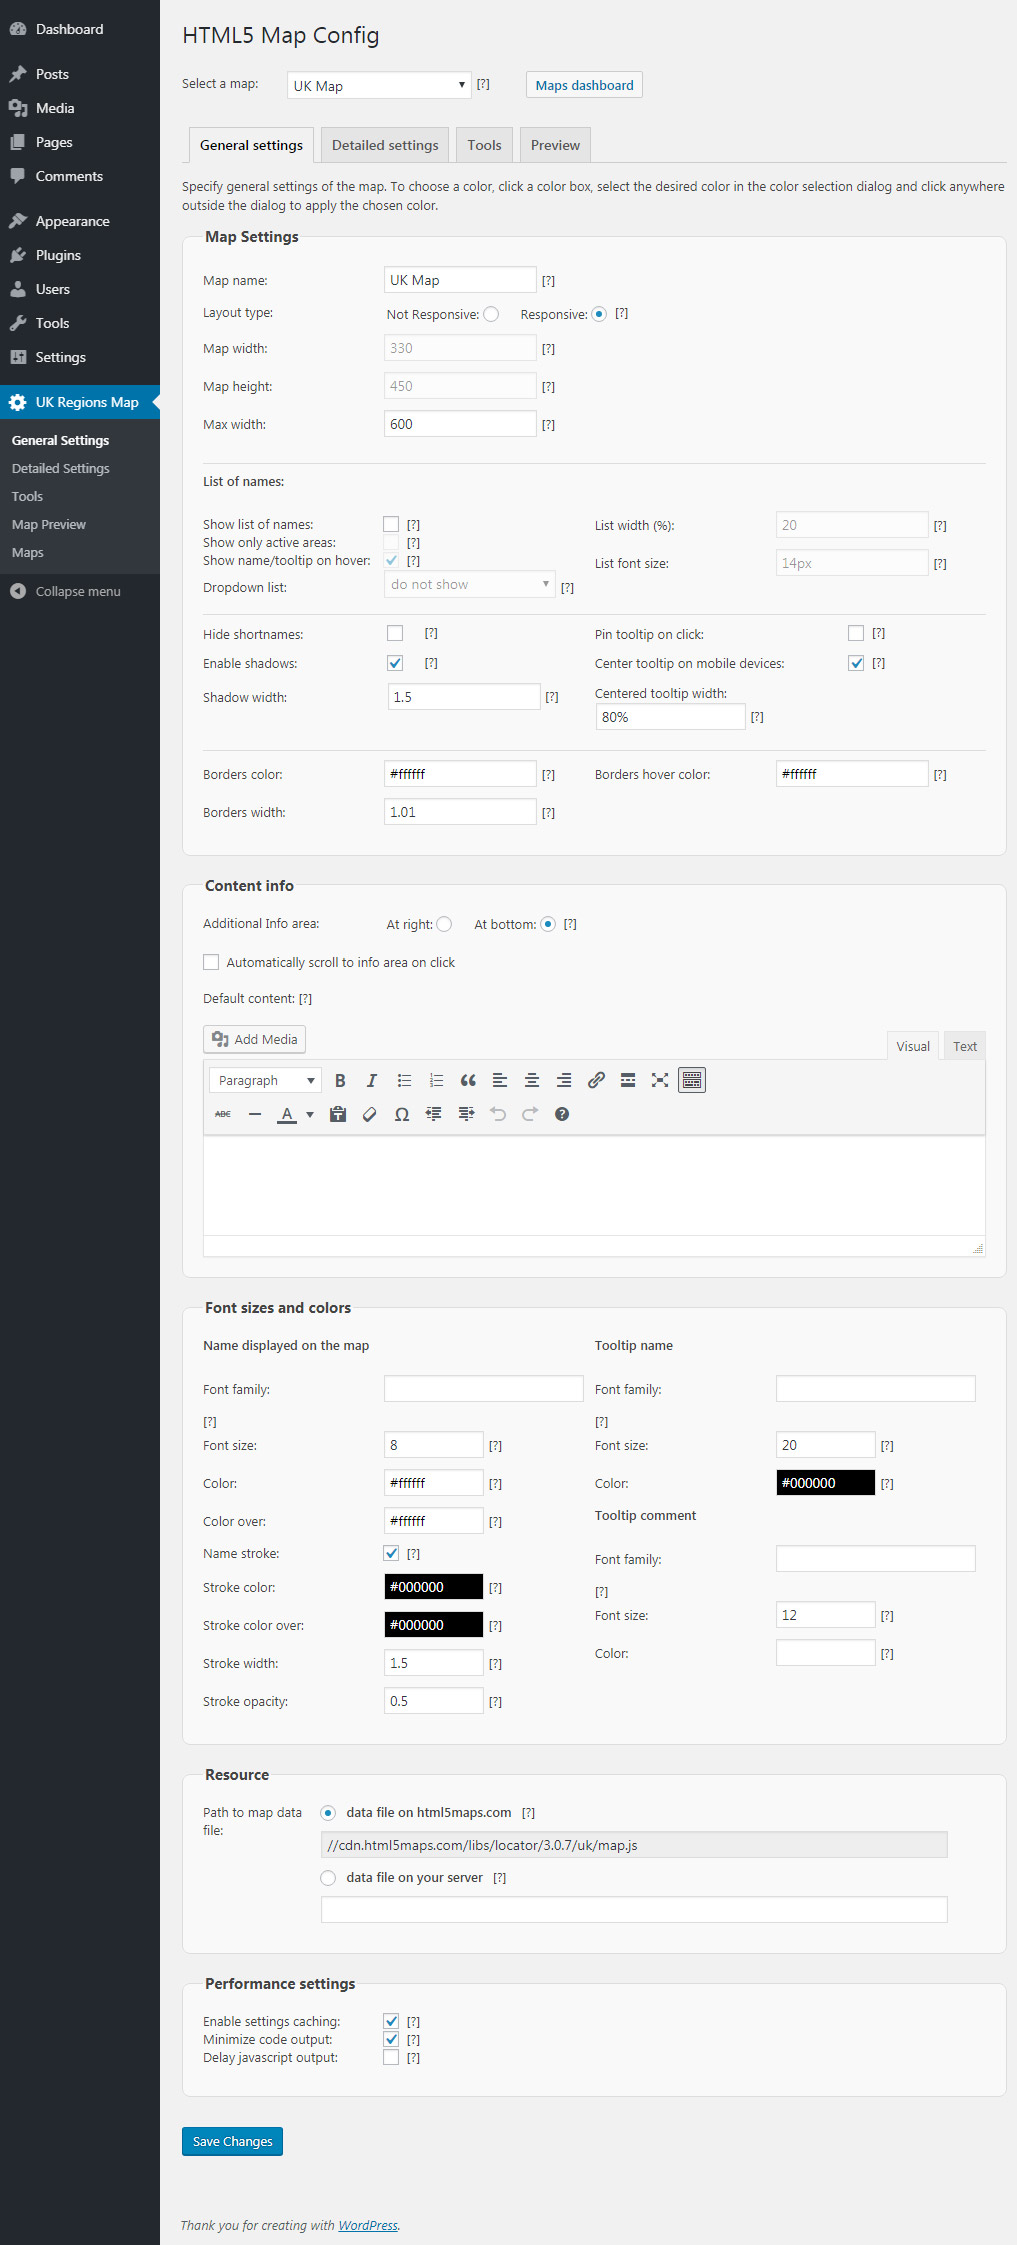 Dashboard
Posts
Media
Pages
Comments
Appearance
Plugins
Users
Tools
Settings
UK Regions Map
General Settings
Detailed Settings
Tools
Map Preview
Maps
Collapse menu
HTML5 Map Config
Select a map: UK Map [?] Maps dashboard
General settings Detailed settings Tools Preview
Specify general settings of the map. To choose a color, click a color box, select the desired color in the color selection dialog and click anywhere
outside the dialog to apply the chosen color.
Map Settings
Map name: UK Map [?]
Layout type: Not Responsive: Responsive: [?]
Map width: 330 [?]
Map height: 450 [?]
Max width: 600 [?]
List of names:
Show list of names: [?] List width (%): 20 [?]
Show only active areas: [?]
Show name/tooltip on hover: [?] List font size: 14px [?]
Dropdown list: do not show [?]
Hide shortnames: [?] Pin tooltip on click: [?]
Enable shadows: [?] Center tooltip on mobile devices: [?]
Shadow width: 1.5 [?] Centered tooltip width:
80% [?]
Borders color: #ffffff [?] Borders hover color: #ffffff [?]
Borders width: 1.01 [?]
Content info
Additional Info area: At right: At bottom: [?]
Automatically scroll to info area on click
Default content: [?]
Add Media Visual Text
Paragraph B I
ABC A
Font sizes and colors
Name displayed on the map Tooltip name
Font family: Font family:
[?] [?]
Font size: 8 [?] Font size: 20 [?]
Color: #ffffff [?] Color: #000000 [?]
Color over: #ffffff [?] Tooltip comment
Name stroke: [?] Font family:
Stroke color: #000000 [?] [?]
Stroke color over: #000000 [?] Font size: 12 [?]
Stroke width: 1.5 [?] Color: [?]
Stroke opacity: 0.5 [?]
Resource
Path to map data data file on html5maps.com [?]
file:
//cdn.html5maps.com/libs/locator/3.0.7/uk/map.js
data file on your server [?]
Performance settings
Enable settings caching: [?]
Minimize code output: [?]
Delay javascript output: [?]
Save Changes
Thank you for creating with WordPress.